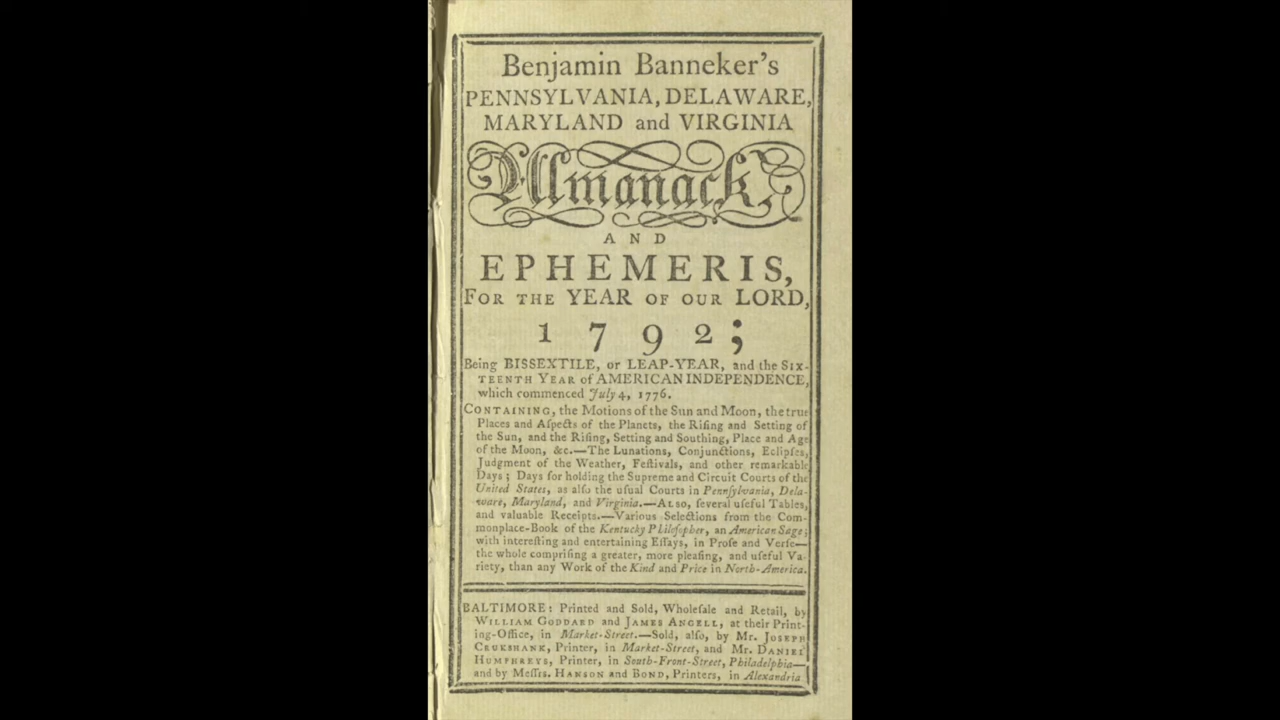 Benjamin Banneker's
PENNSYLVANIA, DELAWARE,
MARYLAND and VIRGINIA
Almanack,
AND
EPHEMERIS,
FOR THE YEAR OF OUR LORD,
1792;
Being BISSEXTILE, or LEAP-YEAR, and the SIX-
TEENTH YEAR of AMERICAN INDEPENDENCE,
which commenced July 4, 1776.
CONTAINING, the Motions of the Sun and Moon, the true
Places and Aſpects of the Planets, the Riſing and Setting of
the Sun, and the Riſing, Setting and Southing, Place and Age
of the Moon, &c.—The Lunations, Conjunctions, Eclipſes,
Judgment of the Weather, Feſtivals, and other remarkable
Days; Days for holding the Supreme and Circuit Courts of the
United States, as alſo the uſual Courts in Pennſylvania, Dela-
ware, Maryland, and Virginia.—ALSO, ſeveral uſeful Tables,
and valuable Receipts.—Various Selections from the Com-
monplace-Book of the Kentucky Philoſopher, an American Sage;
with intereſting and entertaining Eſſays, in Proſe and Verſe—
the whole compriſing a greater, more pleaſing, and uſeful Va-
riety, than any Work of the Kind and Price in North-America.
BALTIMORE: Printed and Sold, Wholeſale and Retail, by
WILLIAM GODDARD and JAMES ANGELL, at their Print-
ing-Office, in Market-Street.—Sold, alſo, by Mr. JOSEPH
CRUKSHANK, Printer, in Market-Street, and Mr. DANIEL
HUMPHREYS, Printer, in South-Front-Street, Philadelphia—
and by Meſſrs. HANSON and BOND, Printers, in Alexandria